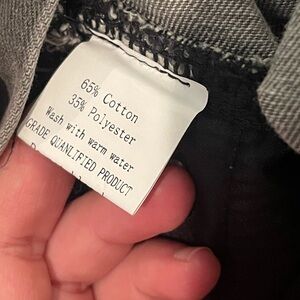 65% Cotton
35% Polyester
Wash with warm water
GRADE QUANLIFIED PRODUCT